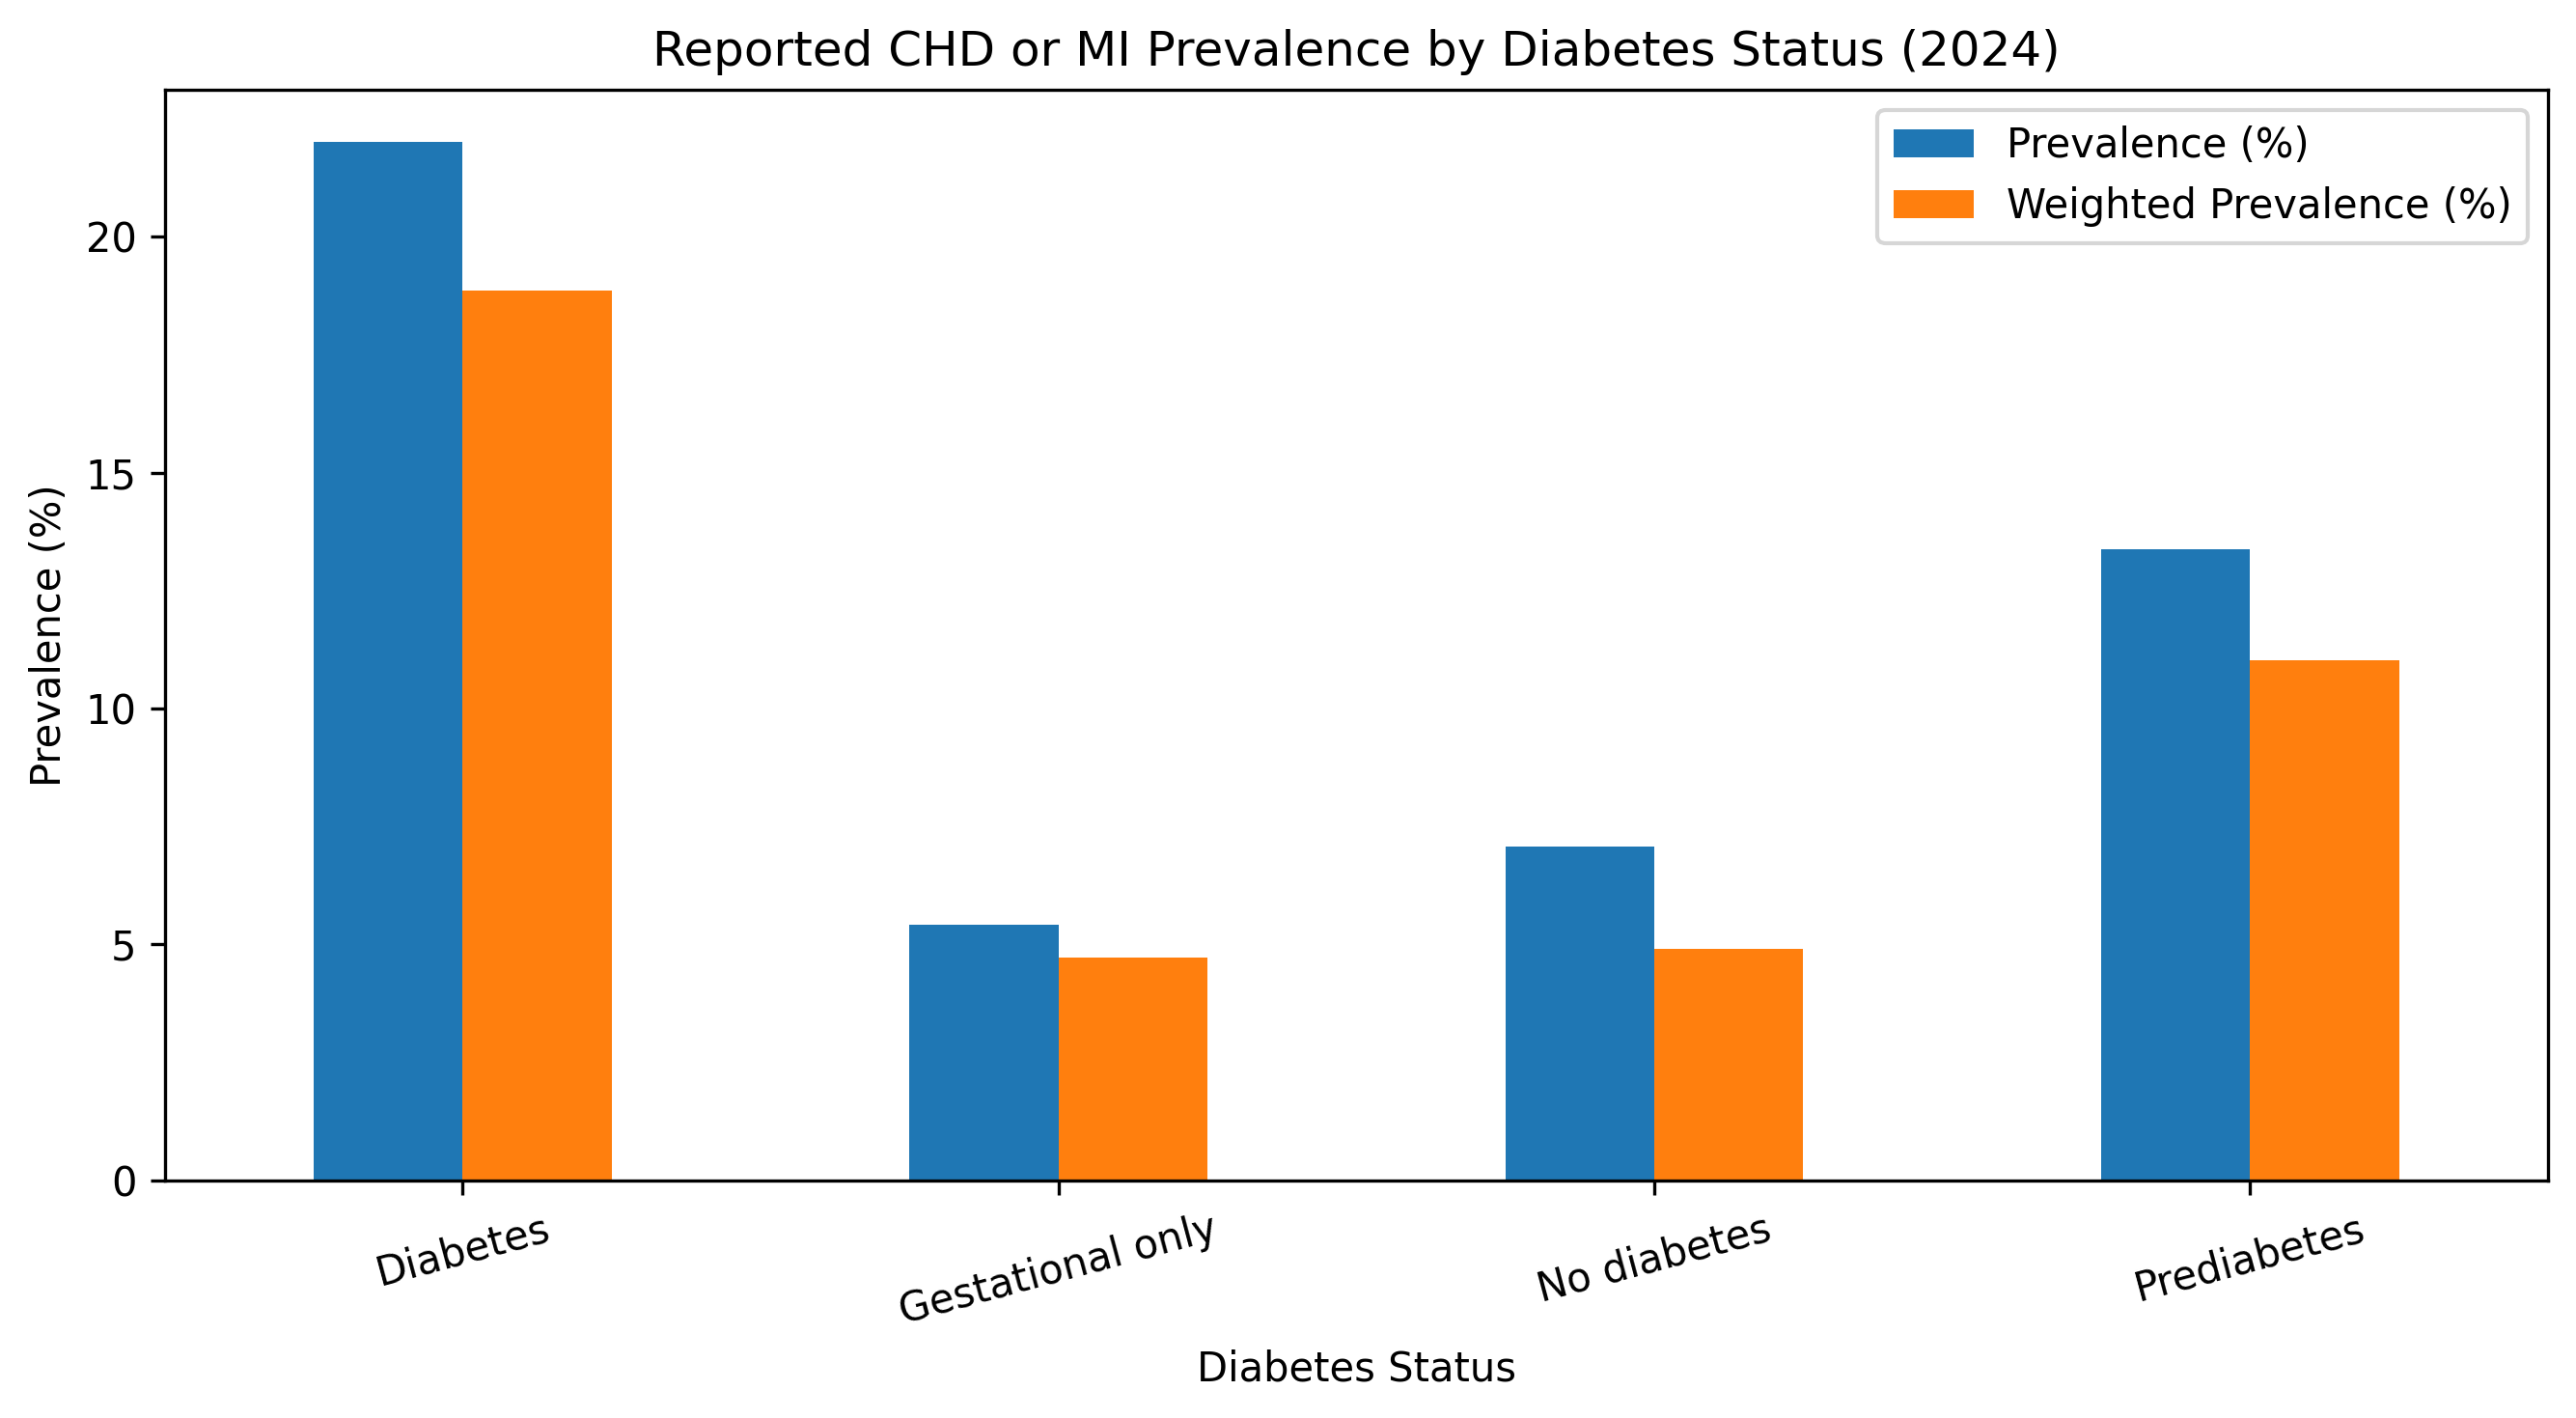 Reported CHD or MI Prevalence by Diabetes Status (2024)
Prevalence (%)
Weighted Prevalence (%)
Prevalence (%)
20
15
10
5
0
Diabetes
Gestational only
No diabetes
Prediabetes
Diabetes Status